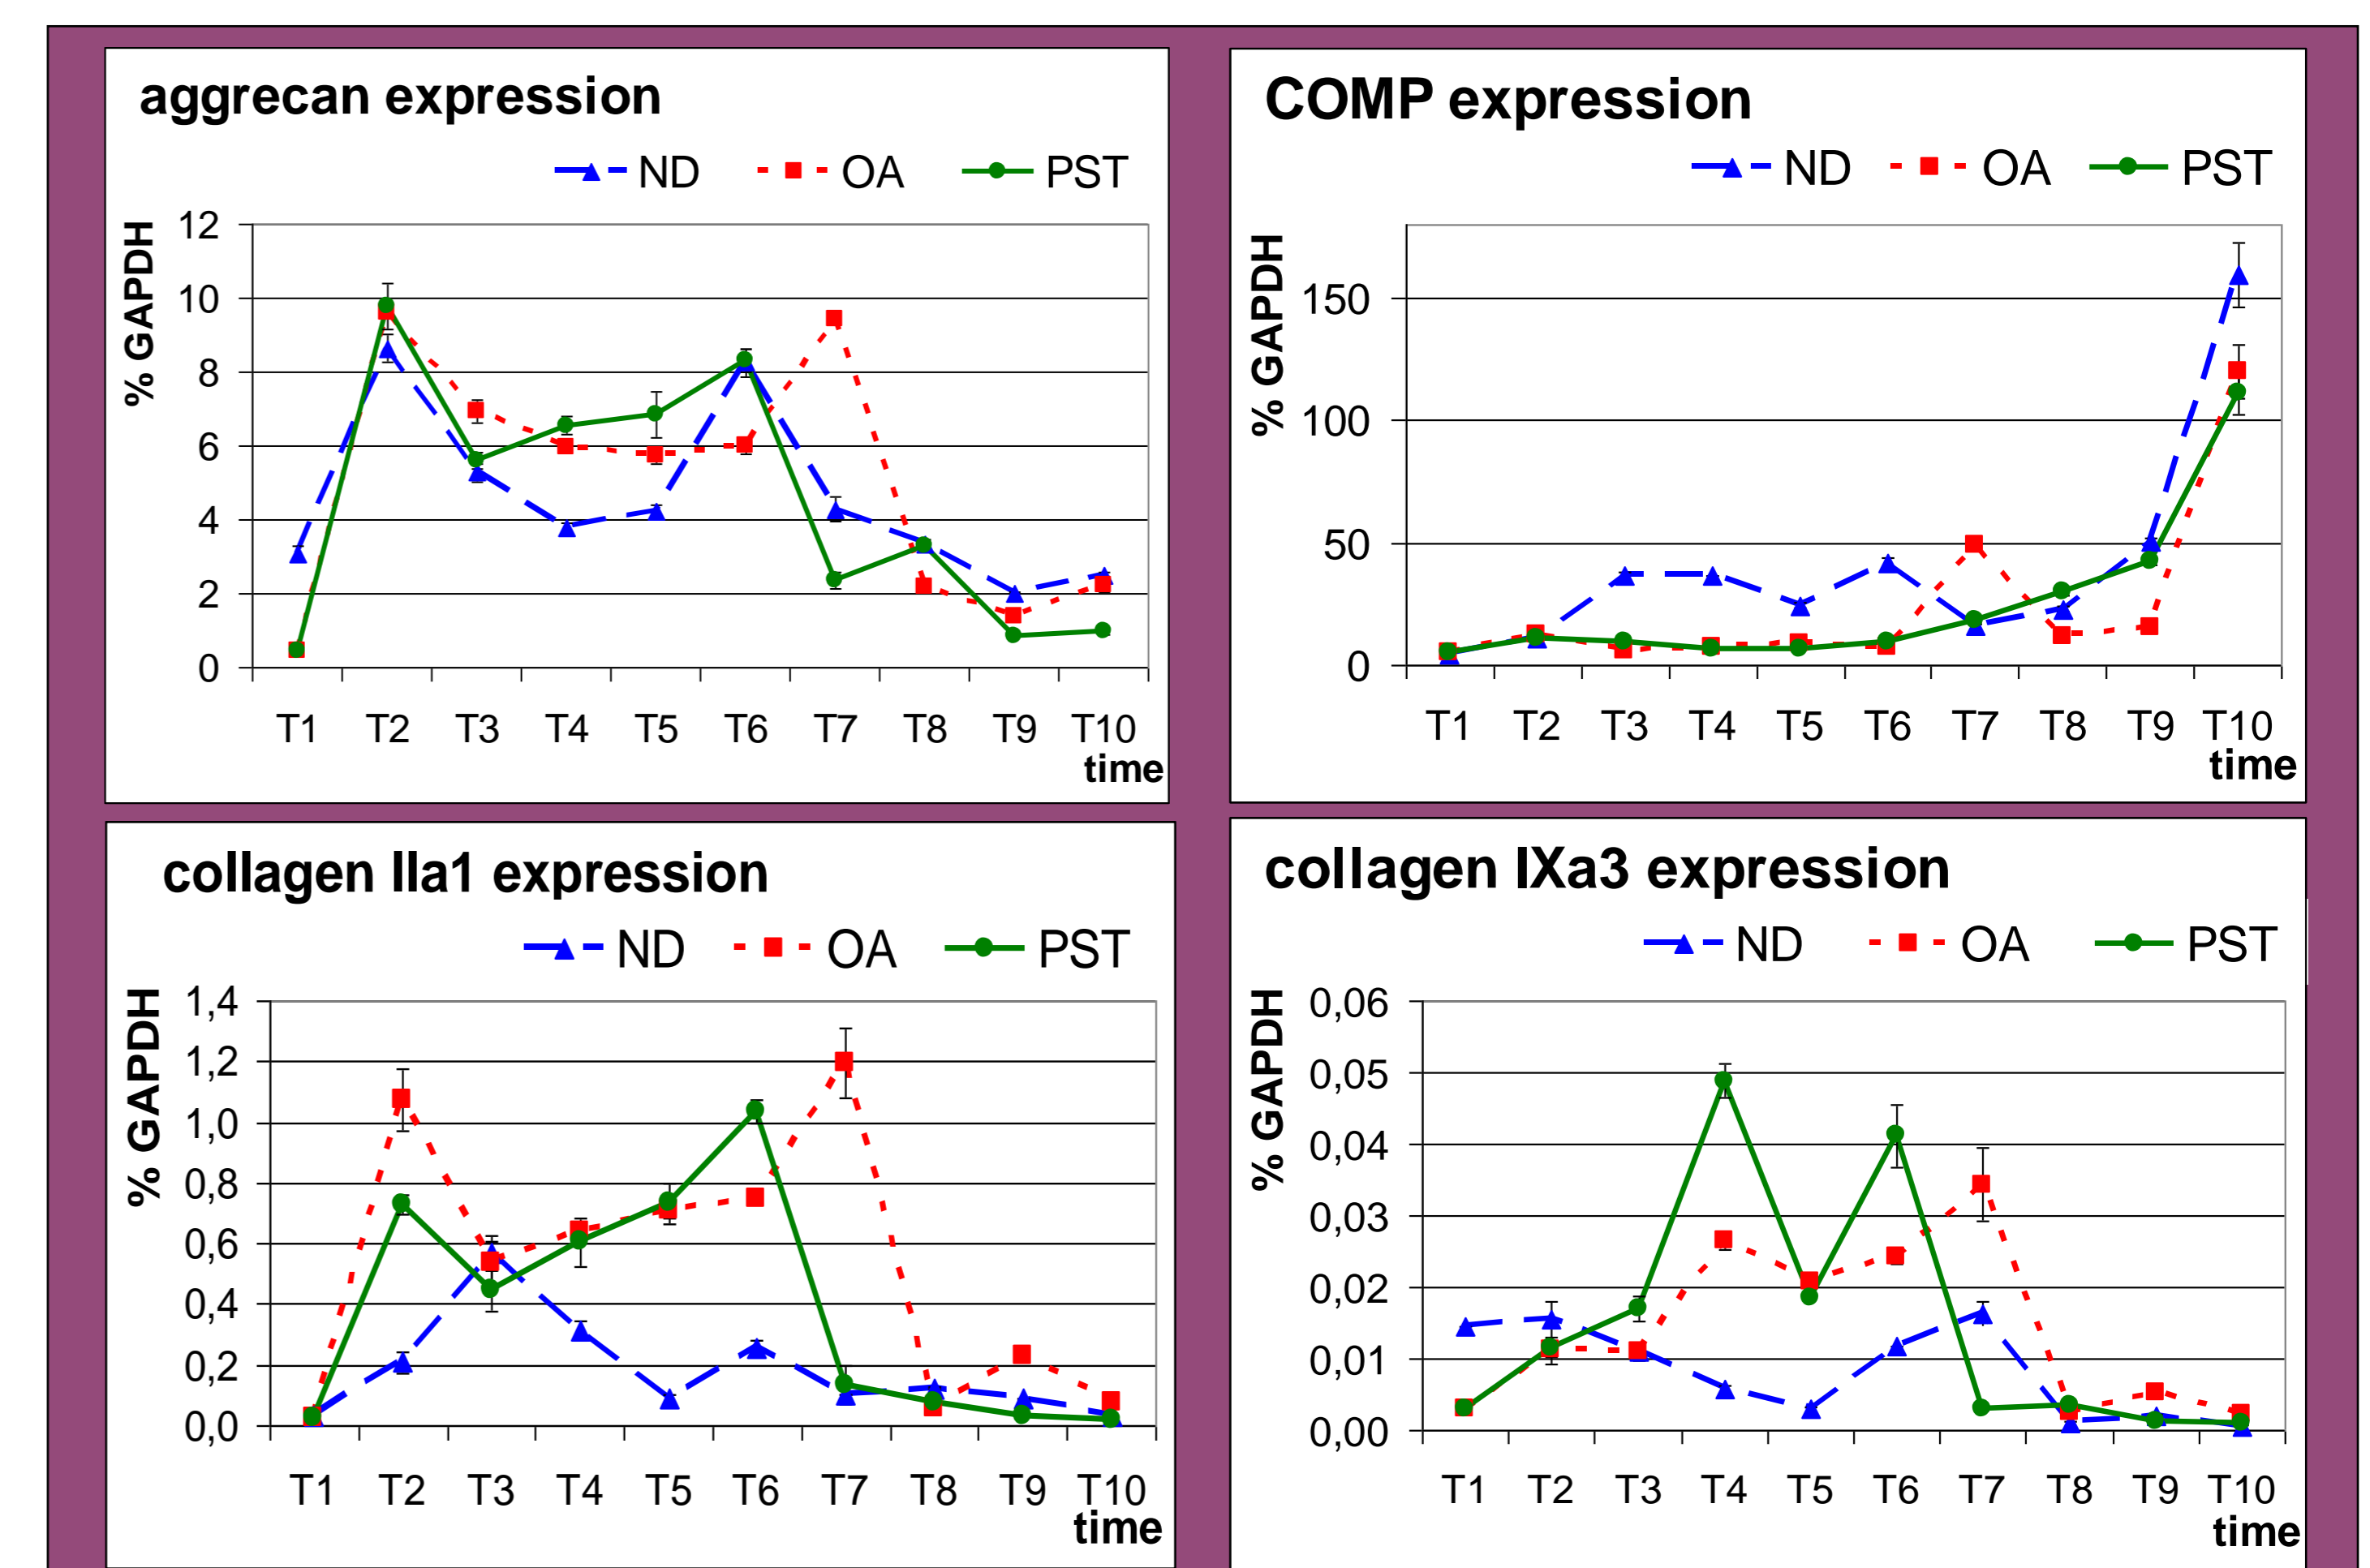 aggrecan expression
ND OA PST
% GAPDH
12
10
8
6
4
2
0
T1 T2 T3 T4 T5 T6 T7 T8 T9 T10
time
COMP expression
ND OA PST
% GAPDH
150
100
50
0
T1 T2 T3 T4 T5 T6 T7 T8 T9 T10
time
collagen IIa1 expression
ND OA PST
% GAPDH
1,4
1,2
1,0
0,8
0,6
0,4
0,2
0,0
T1 T2 T3 T4 T5 T6 T7 T8 T9 T10
time
collagen IXa3 expression
ND OA PST
% GAPDH
0,06
0,05
0,04
0,03
0,02
0,01
0,00
T1 T2 T3 T4 T5 T6 T7 T8 T9 T10
time